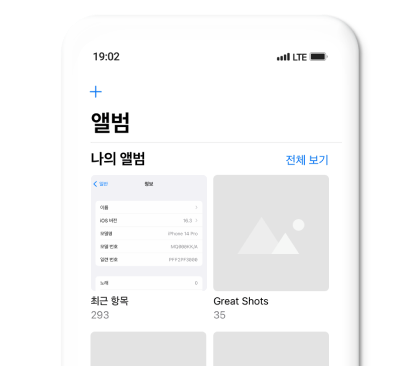 19:02
LTE
+
앨범
나의 앨범 전체 보기
일반 정보
이름
iOS 버전 16.3
모델명 iPhone 14 Pro
모델 번호
일련 번호
노래 0
최근 항목 Great Shots
293 35